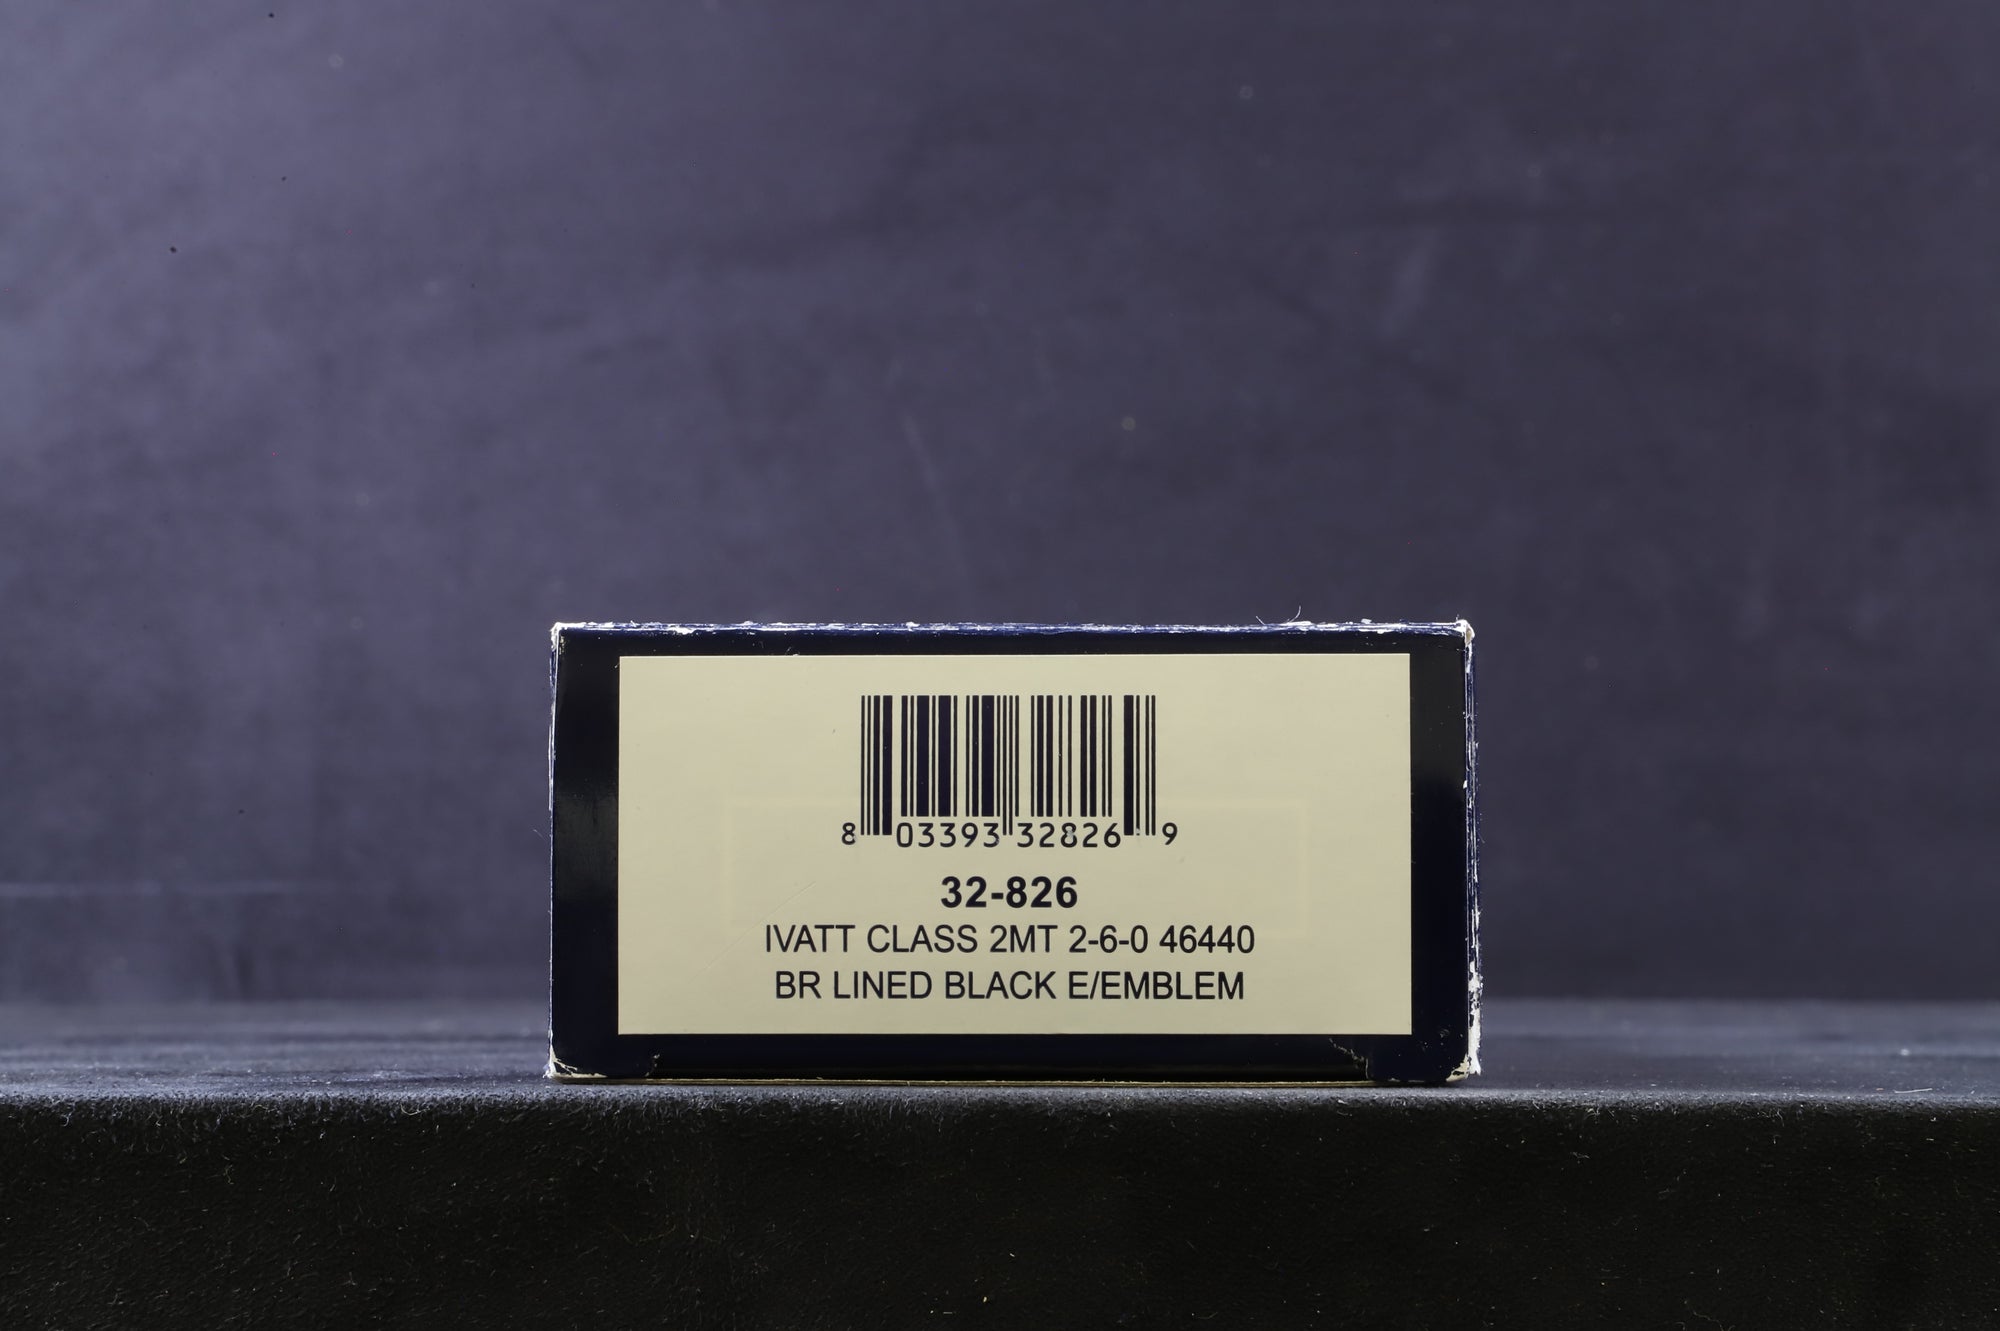 8 03393 32826 9
32-826
IVATT CLASS 2MT 2-6-0 46440
BR LINED BLACK E/EMBLEM